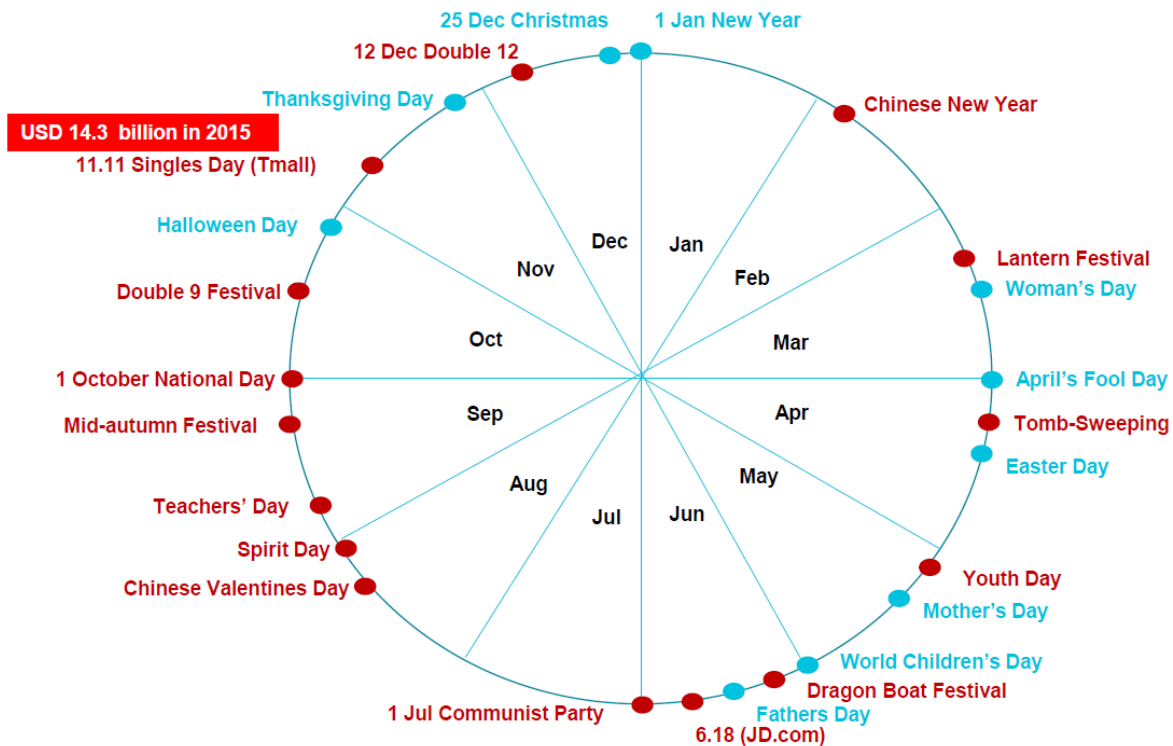 25 Dec Christmas
1 Jan New Year
12 Dec Double 12
Thanksgiving Day
Chinese New Year
USD 14.3 billion in 2015
11.11 Singles Day (Tmall)
Halloween Day
Dec
Jan
Nov
Feb
Lantern Festival
Woman's Day
Double 9 Festival
Oct
Mar
1 October National Day
April's Fool Day
Sep
Apr
Mid-autumn Festival
Tomb-Sweeping
Easter Day
Aug
May
Teachers' Day
Jul
Jun
Spirit Day
Youth Day
Chinese Valentines Day
Mother's Day
World Children's Day
Dragon Boat Festival
1 Jul Communist Party
Fathers Day
6.18 (JD.com)